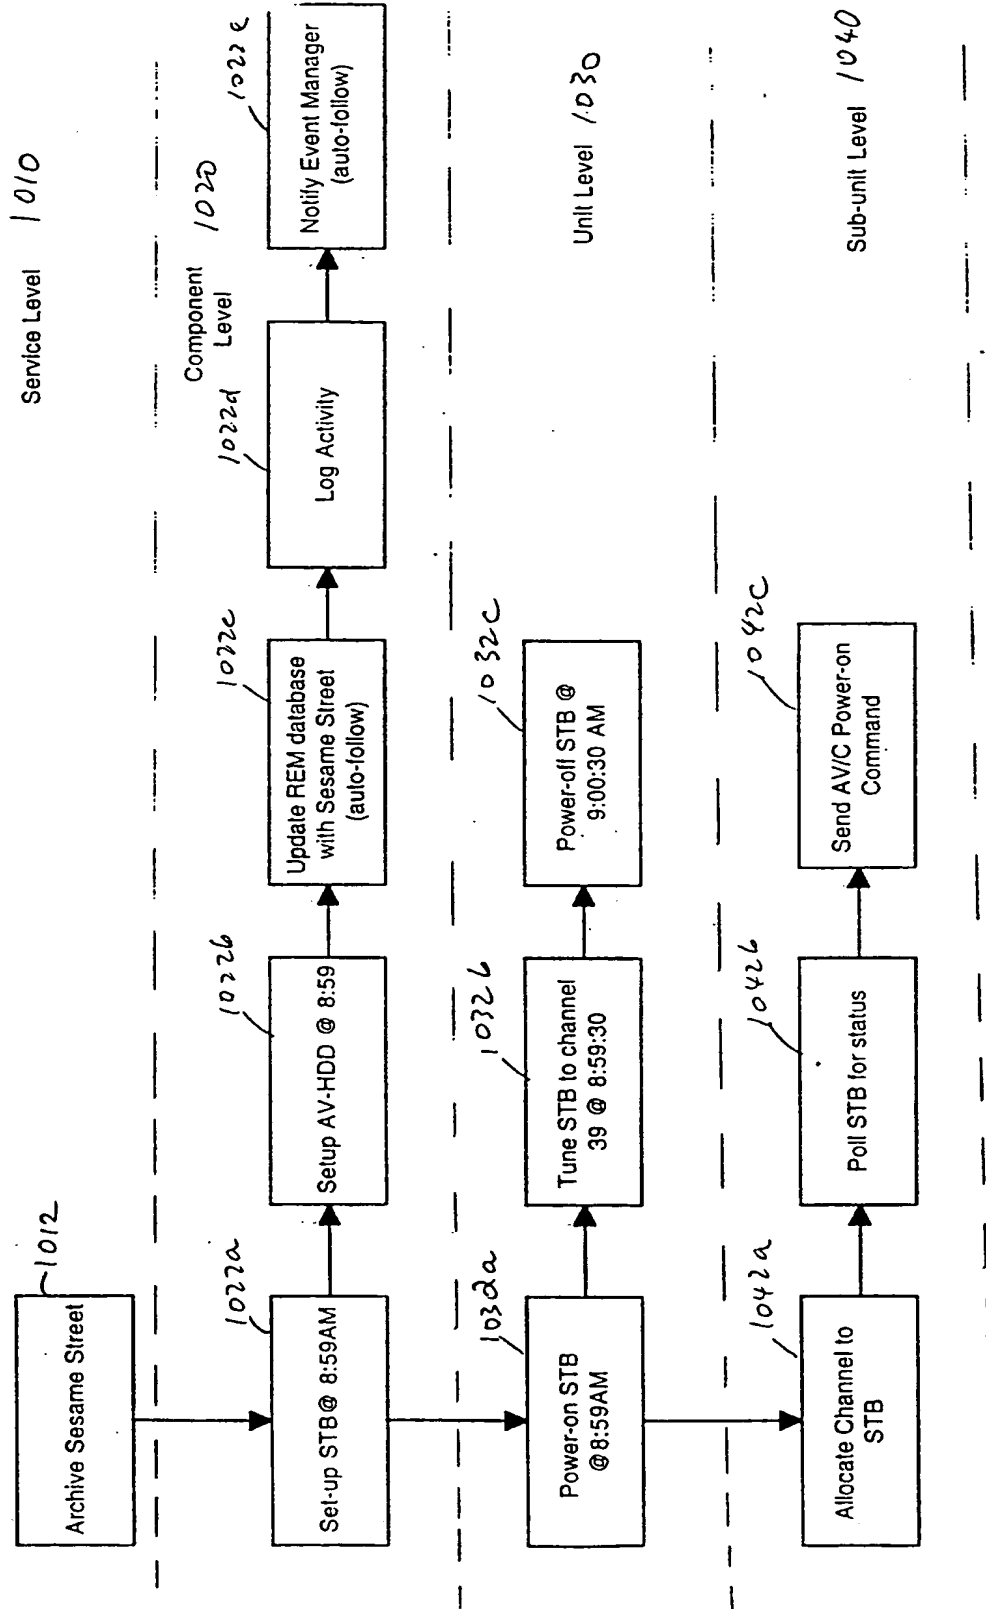 Service Level 1010
1012
Archive Sesame Street
Component
Level
1020
1022a
Set-up STB@ 8:59AM
1022b
Setup AV-HDD @ 8:59
1022c
Update REM database
with Sesame Street
(auto-follow)
1022d
Log Activity
1022e
Notify Event Manager
(auto-follow)
Unit Level 1030
1032a
Power-on STB
@8:59AM
1032b
Tune STB to channel
39 @ 8:59:30
1032c
Power-off STB @
9:00:30 AM
Sub-unit Level 1040
1042a
Allocate Channel to
STB
1042b
Poll STB for status
1042c
Send AV/C Power-on
Command